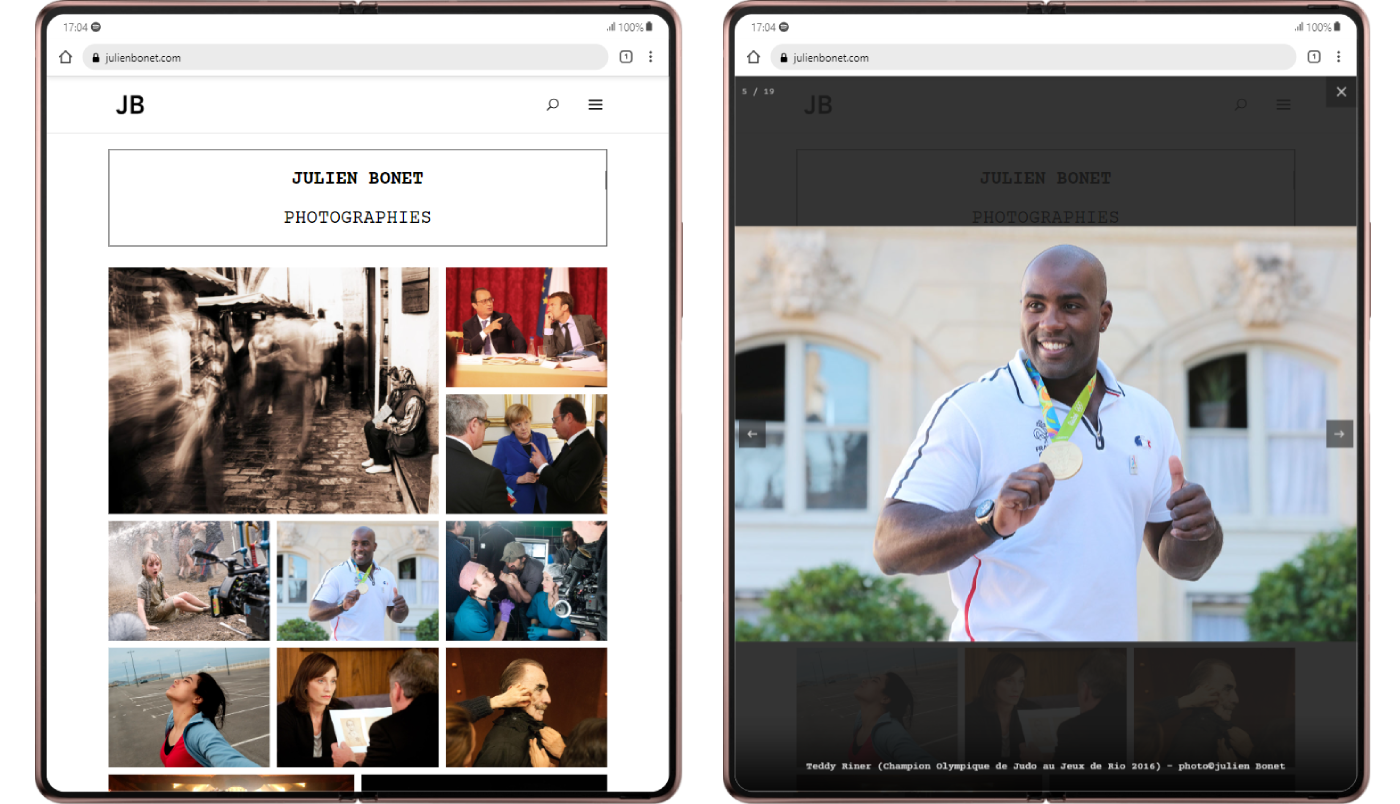 17:04
100%
julienbonet.com
1
JB
JULIEN BONET
PHOTOGRAPHIES
17:04
100%
julienbonet.com
1
5 / 19
JB
JULIEN BONET
PHOTOGRAPHIES
Teddy Riner (Champion Olympique de Judo au Jeux de Rio 2016) - photo©julien Bonet